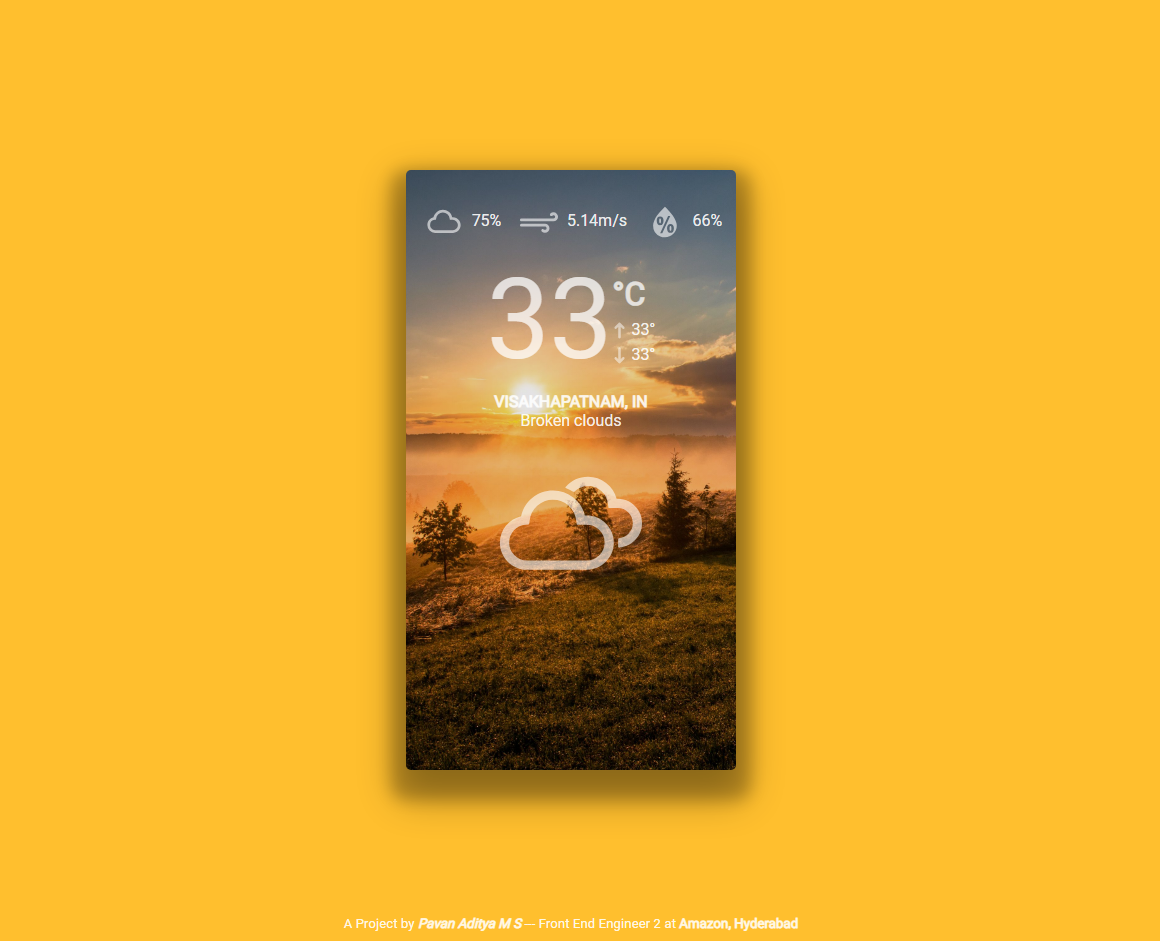 75% 5.14m/s % 66%
33 °C
33°
33°
VISAKHAPATNAM, IN
Broken clouds
A Project by Pavan Aditya M S — Front End Engineer 2 at Amazon, Hyderabad